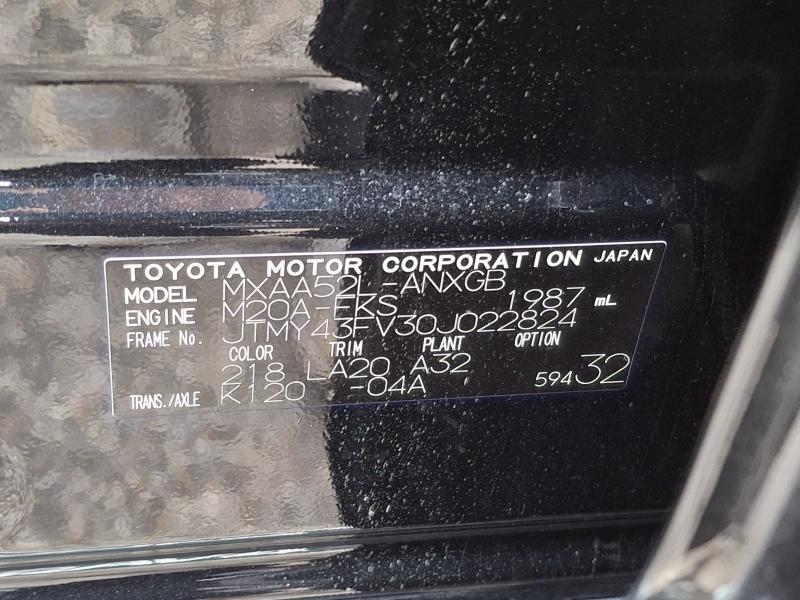 TOYOTA MOTOR CORPORATION JAPAN
MODEL MXAA52L-ANXGB
ENGINE M20A-FKS 1987 mL
FRAME No. JTMY43FV30J022824
COLOR TRIM PLANT OPTION
218 LA20 A32
TRANS./AXLE K120 -04A 594 32